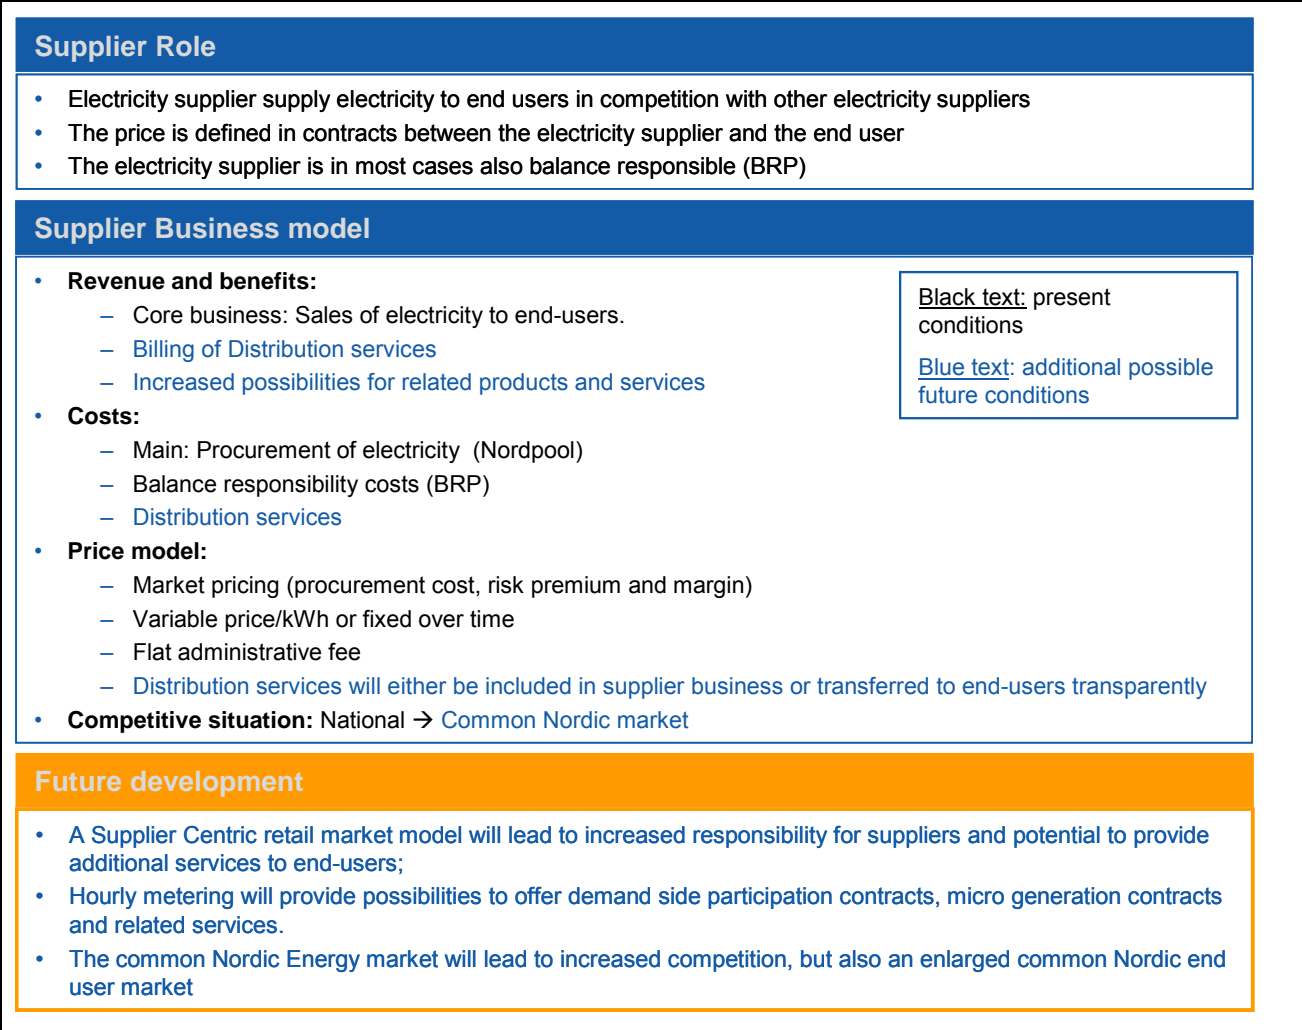 Supplier Role
• Electricity supplier supply electricity to end users in competition with other electricity suppliers
• The price is defined in contracts between the electricity supplier and the end user
• The electricity supplier is in most cases also balance responsible (BRP)
Supplier Business model
• Revenue and benefits:
– Core business: Sales of electricity to end-users.
– Billing of Distribution services
– Increased possibilities for related products and services
Black text: present
conditions
Blue text: additional possible
future conditions
• Costs:
– Main: Procurement of electricity (Nordpool)
– Balance responsibility costs (BRP)
– Distribution services
• Price model:
– Market pricing (procurement cost, risk premium and margin)
– Variable price/kWh or fixed over time
– Flat administrative fee
– Distribution services will either be included in supplier business or transferred to end-users transparently
• Competitive situation: National → Common Nordic market
Future development
• A Supplier Centric retail market model will lead to increased responsibility for suppliers and potential to provide
additional services to end-users;
• Hourly metering will provide possibilities to offer demand side participation contracts, micro generation contracts
and related services.
• The common Nordic Energy market will lead to increased competition, but also an enlarged common Nordic end
user market